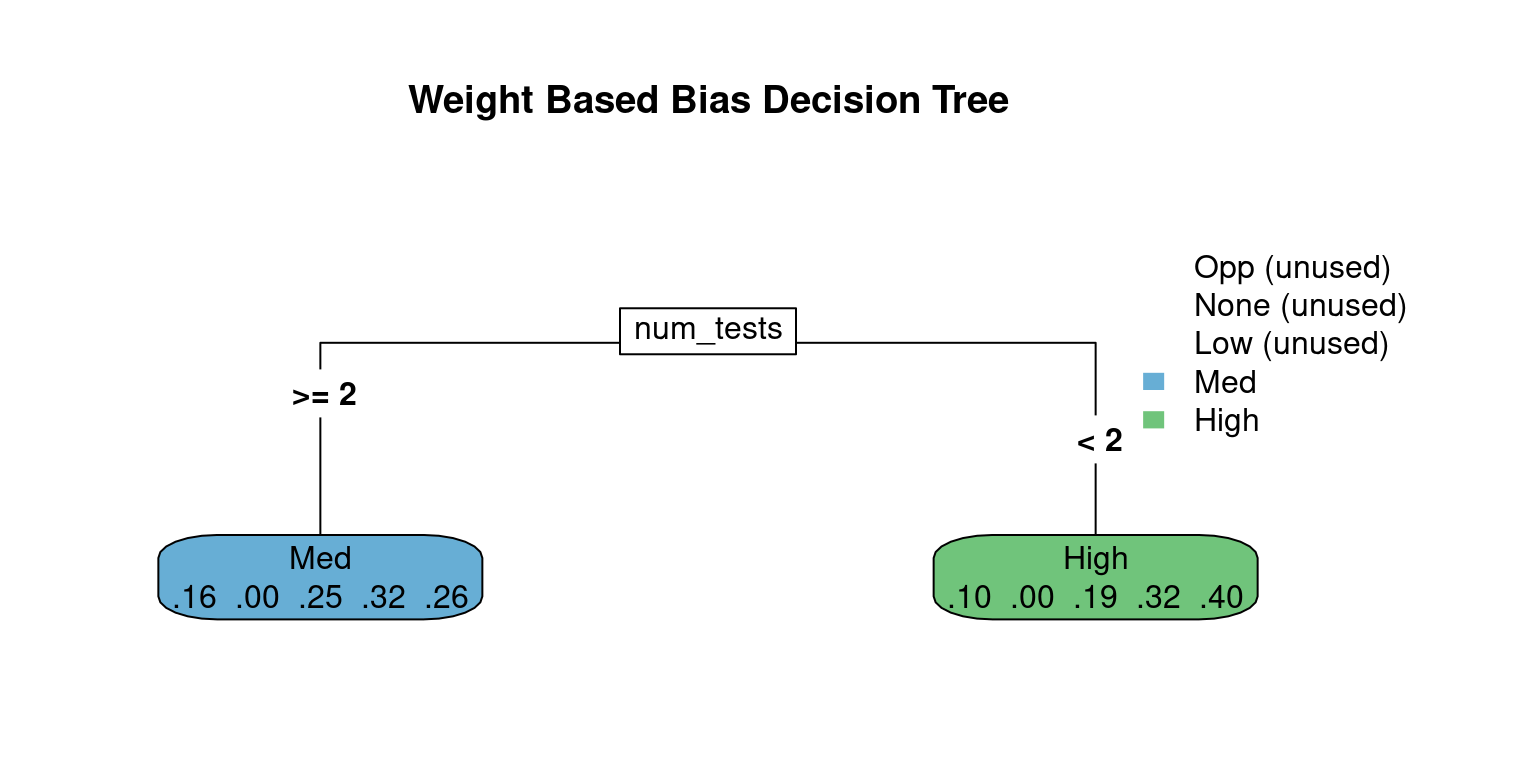 Weight Based Bias Decision Tree
num_tests
>= 2
< 2
Opp (unused)
None (unused)
Low (unused)
Med
High
Med
.16 .00 .25 .32 .26
High
.10 .00 .19 .32 .40